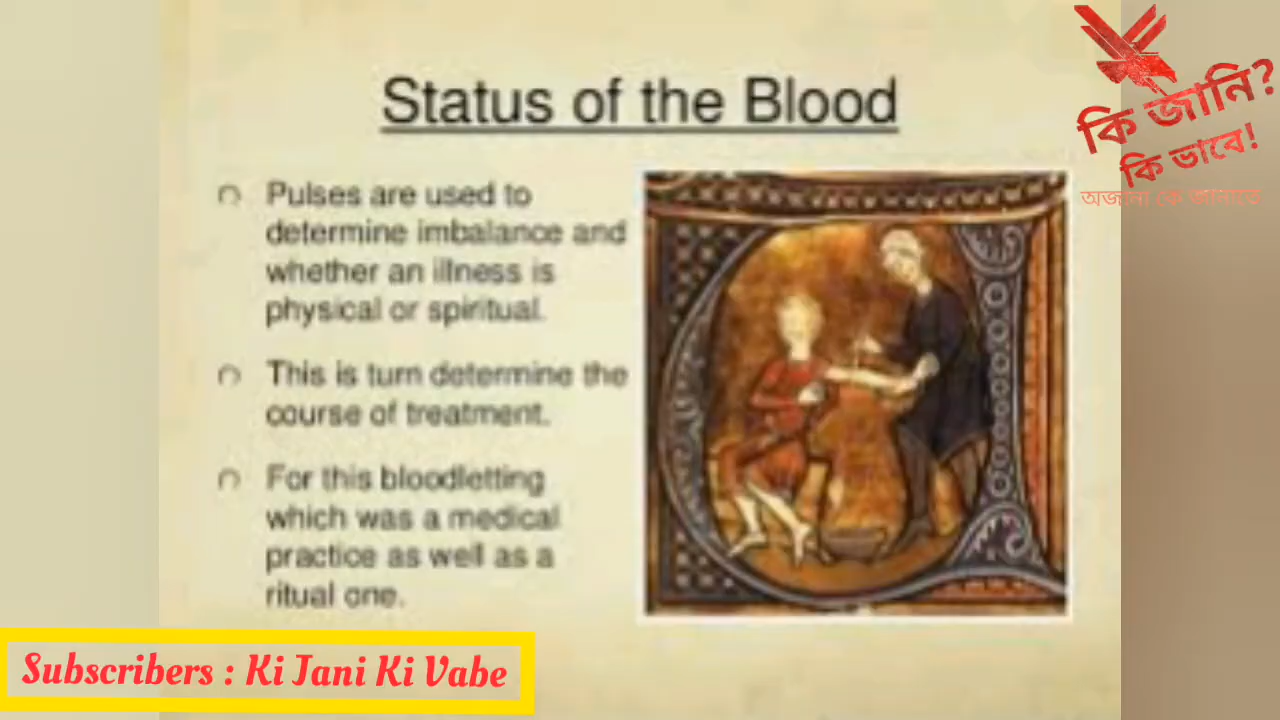 Status of the Blood
Pulses are used to
determine imbalance and
whether an illness is
physical or spiritual.
This is turn determine the
course of treatment.
For this bloodletting
which was a medical
practice as well as a
ritual one.
কি জানি?
কি ভাবে!
অজানা কে জানাতে
Subscribers : Ki Jani Ki Vabe